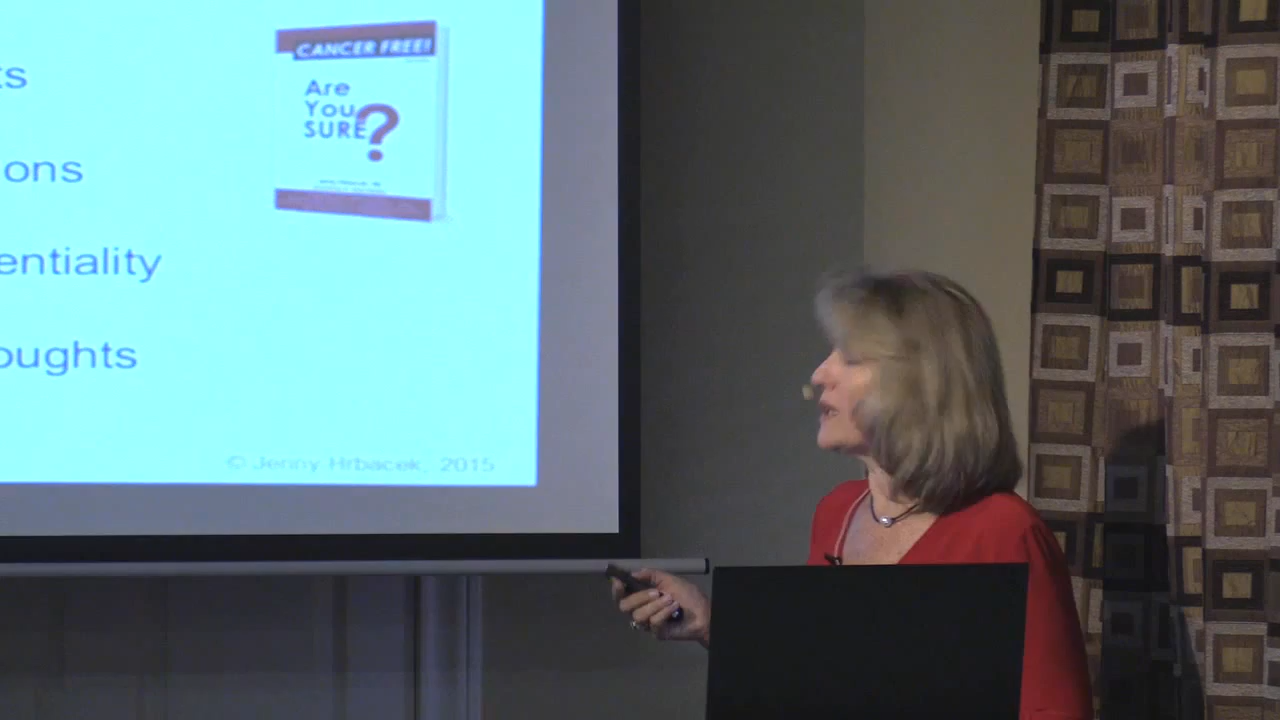 CANCER FREE!
Are
You
SURE?
ts
ons
entiality
oughts
© Jenny Hrbacek, 2015